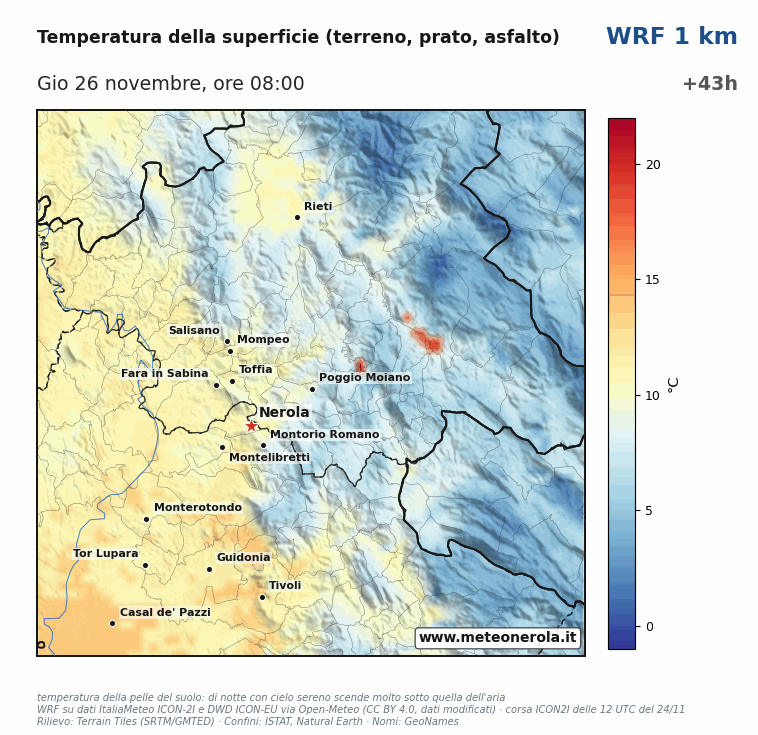 Temperatura della superficie (terreno, prato, asfalto)
WRF 1 km
Gio 26 novembre, ore 08:00
+43h
Rieti
Salisano
Mompeo
Fara in Sabina
Toffia
Poggio Moiano
Nerola
Montorio Romano
Montelibretti
Monterotondo
Tor Lupara
Guidonia
Tivoli
Casal de' Pazzi
www.meteonerola.it
20
15
10
5
0
°C
temperatura della pelle del suolo: di notte con cielo sereno scende molto sotto quella dell'aria
WRF su dati ItaliaMeteo ICON-2I e DWD ICON-EU via Open-Meteo (CC BY 4.0, dati modificati) · corsa ICON2I delle 12 UTC del 24/11
Rilievo: Terrain Tiles (SRTM/GMTED) · Confini: ISTAT, Natural Earth · Nomi: GeoNames